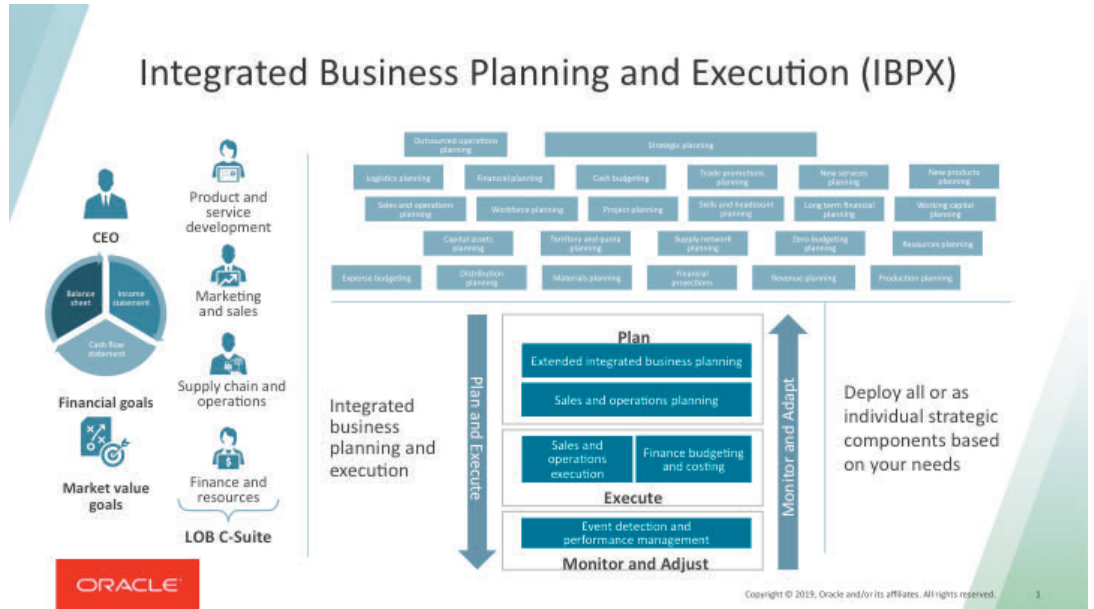 Integrated Business Planning and Execution (IBPX)
CEO
Balance
sheet
Income
statement
Cash flow
statement
Financial goals
Market value
goals
Product and
service
development
Marketing
and sales
Supply chain and
operations
Finance and
resources
LOB C-Suite
Outsourced operations
planning
Strategic planning
Logistics planning
Financial planning
Cash budgeting
Trade promotions
planning
New services
planning
New products
planning
Sales and operations
planning
Workforce planning
Project planning
Skills and headcount
planning
Long term financial
planning
Working capital
planning
Capital assets
planning
Territory and quota
planning
Supply network
planning
Zero budgeting
planning
Resources planning
Expense budgeting
Distribution
planning
Materials planning
Financial
projections
Revenue planning
Production planning
Integrated
business
planning and
execution
Plan and Execute
Plan
Extended integrated business planning
Sales and operations planning
Sales and
operations
execution
Finance budgeting
and costing
Execute
Event detection and
performance management
Monitor and Adjust
Monitor and Adapt
Deploy all or as
individual strategic
components based
on your needs
ORACLE
Copyright © 2019, Oracle and/or its affiliates. All rights reserved.
1